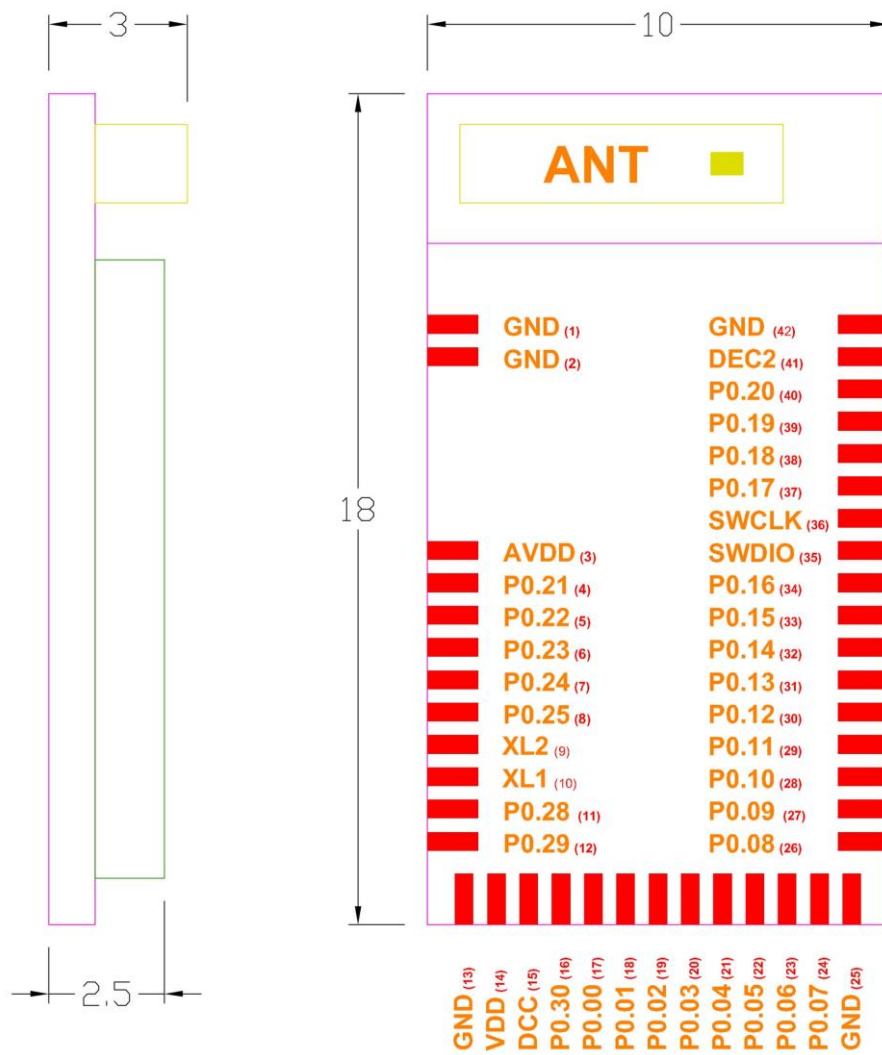 3
10
ANT
18
2.5
GND (1)
GND (2)
AVDD (3)
P0.21 (4)
P0.22 (5)
P0.23 (6)
P0.24 (7)
P0.25 (8)
XL2 (9)
XL1 (10)
P0.28 (11)
P0.29 (12)
GND (42)
DEC2 (41)
P0.20 (40)
P0.19 (39)
P0.18 (38)
P0.17 (37)
SWCLK (36)
SWDIO (35)
P0.16 (34)
P0.15 (33)
P0.14 (32)
P0.13 (31)
P0.12 (30)
P0.11 (29)
P0.10 (28)
P0.09 (27)
P0.08 (26)
GND (13)
VDD (14)
DCC (15)
P0.30 (16)
P0.00 (17)
P0.01 (18)
P0.02 (19)
P0.03 (20)
P0.04 (21)
P0.05 (22)
P0.06 (23)
P0.07 (24)
GND (25)